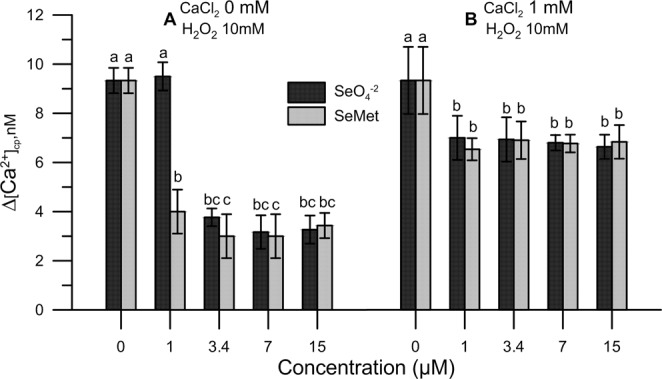 CaCl₂ 0 mM
A
H₂O₂ 10mM
CaCl₂ 1 mM
B
H₂O₂ 10mM
SeO₄⁻²
SeMet
Δ[Ca²⁺]cp,nM
12
10
8
6
4
2
0
a a a b bc c bc c bc bc
a a b b b b b b b b
0 1 3.4 7 15 0 1 3.4 7 15
Concentration (µM)